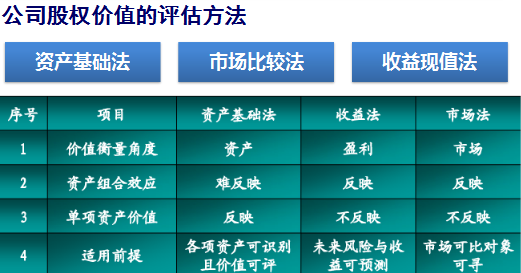 公司股权价值的评估方法
资产基础法 市场比较法 收益现值法
序号 项目 资产基础法 收益法 市场法
1 价值衡量角度 资产 盈利 市场
2 资产组合效应 难反映 反映 反映
3 单项资产价值 反映 不反映 不反映
4 适用前提 各项资产可识别 未来风险与收 市场可比对象
且价值可评 益可预测 可寻